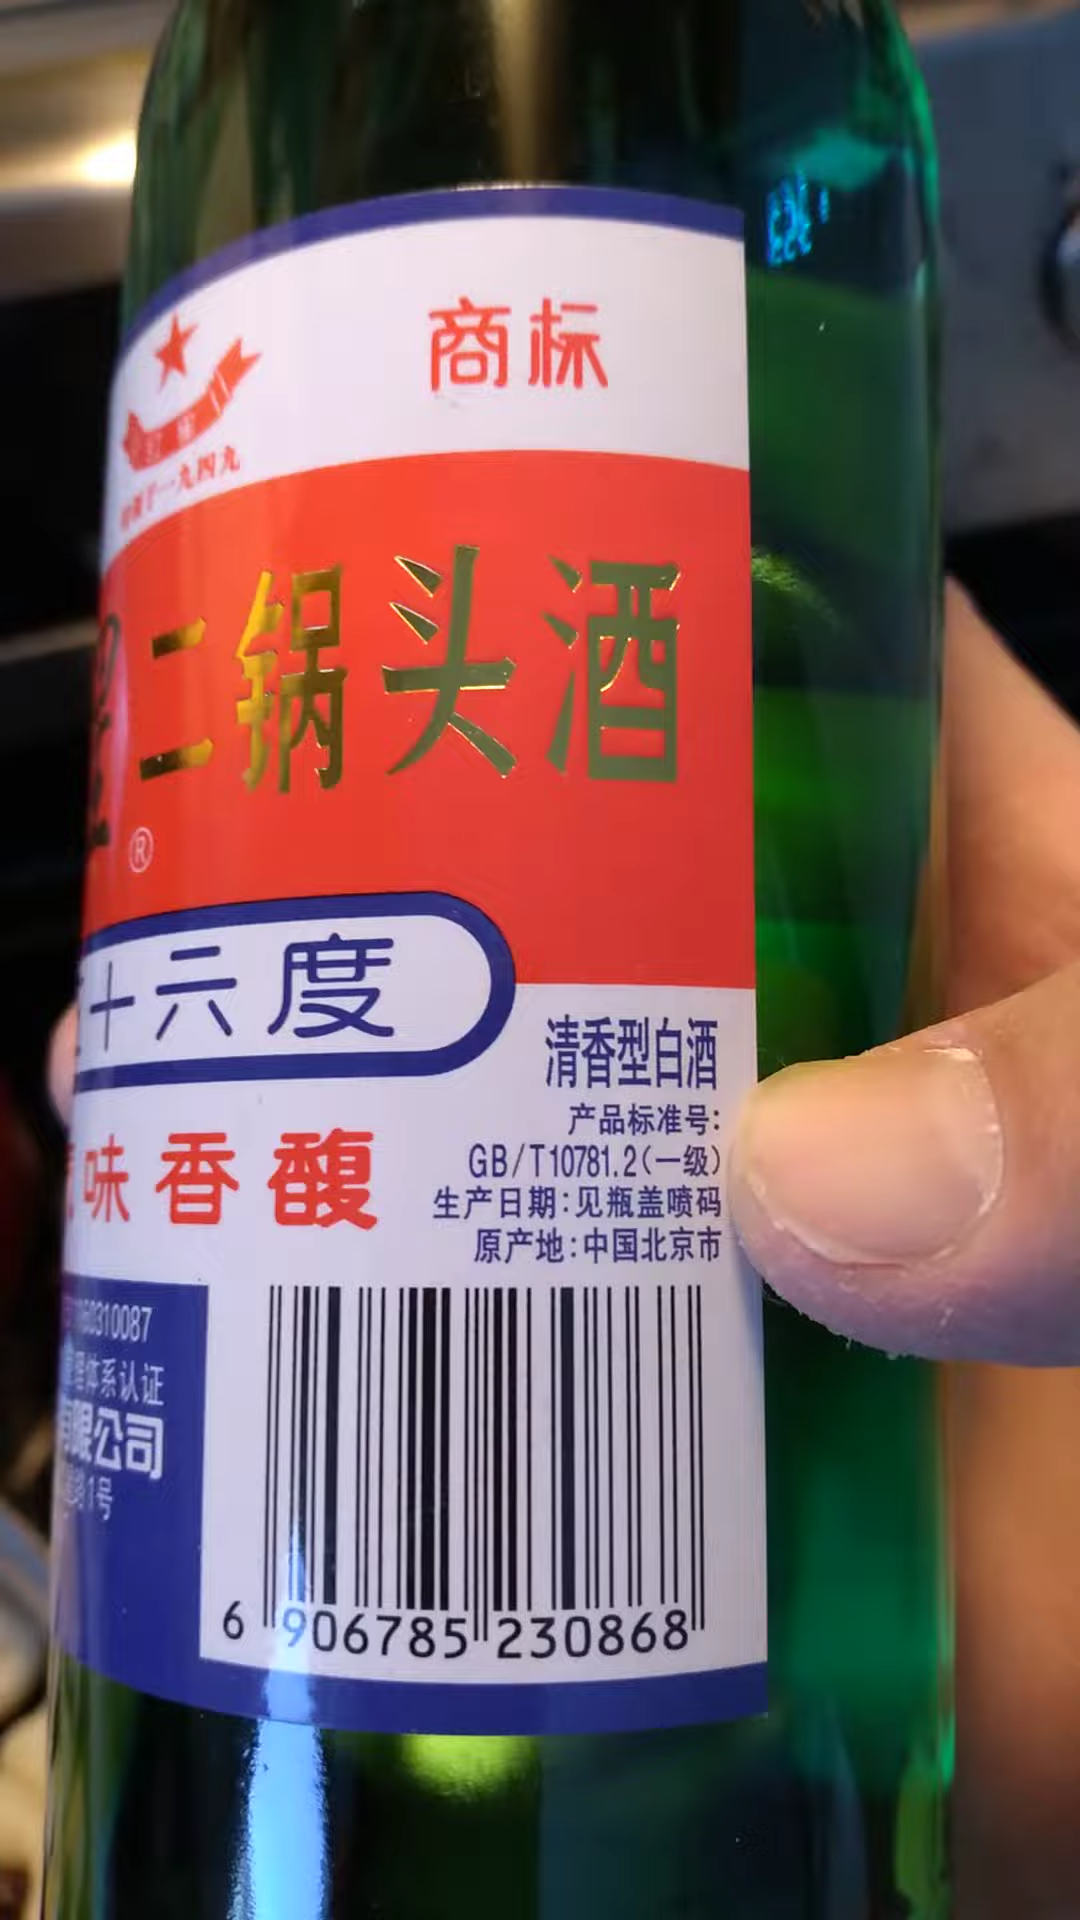 商标
一九四九
二锅头酒
®
十六度
清香型白酒
产品标准号:
GB/T10781.2(一级)
味香馥
生产日期:见瓶盖喷码
原产地:中国北京市
60310087
体系认证
有限公司
1号
6 906785 230868